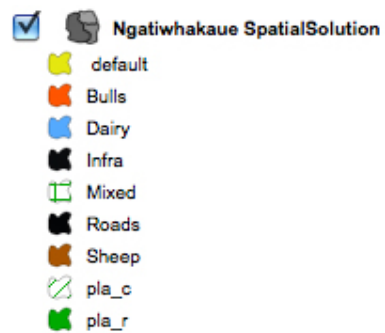 Ngatiwhakaue SpatialSolution
default
Bulls
Dairy
Infra
Mixed
Roads
Sheep
pla_c
pla_r